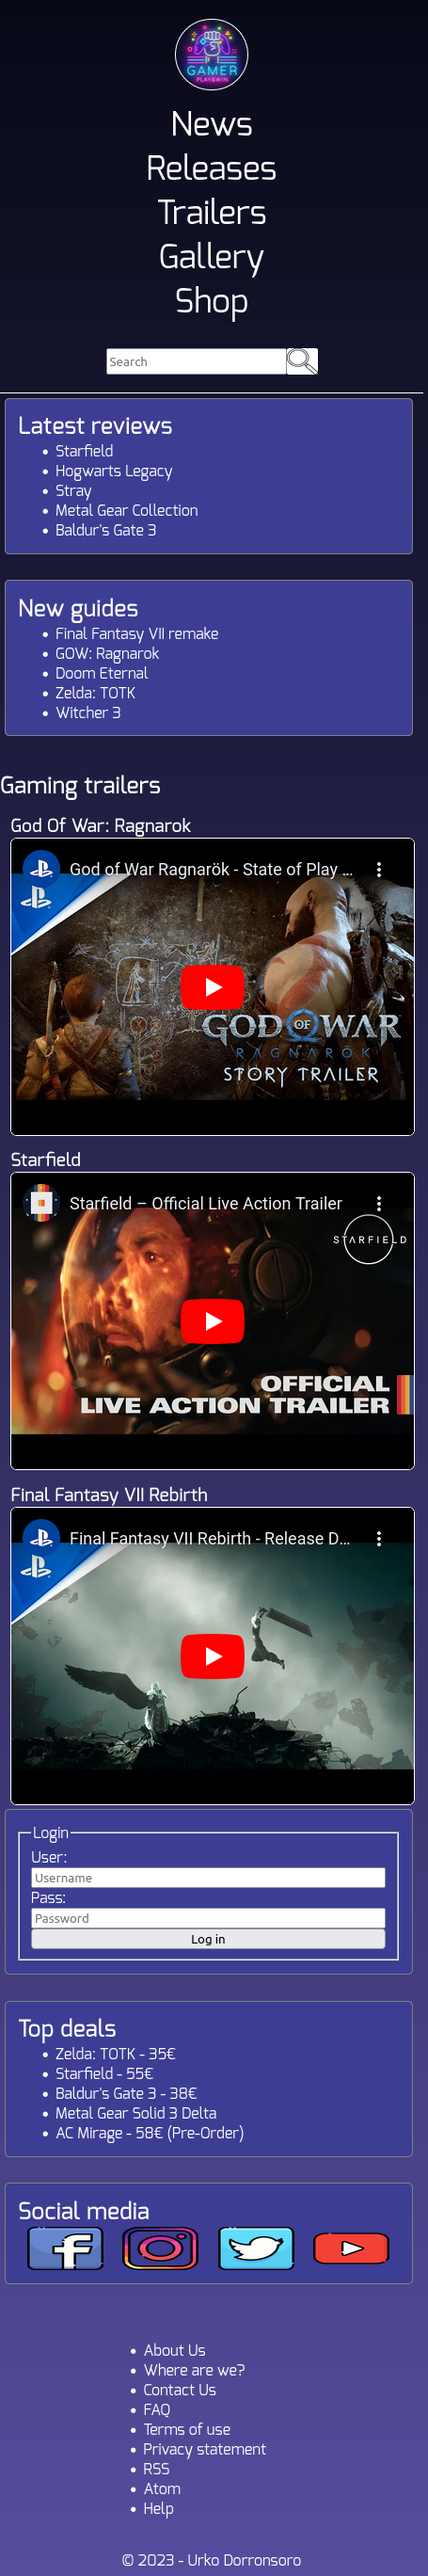 GAMER
PLAY&WIN
News
Releases
Trailers
Gallery
Shop
Search
Latest reviews
• Starfield
• Hogwarts Legacy
• Stray
• Metal Gear Collection
• Baldur's Gate 3
New guides
• Final Fantasy VII remake
• GOW: Ragnarok
• Doom Eternal
• Zelda: TOTK
• Witcher 3
Gaming trailers
God Of War: Ragnarok
God of War Ragnarök - State of Play ...
GOD OF WAR
RAGNARÖK
STORY TRAILER
Starfield
Starfield – Official Live Action Trailer
STARFIELD
OFFICIAL
LIVE ACTION TRAILER
Final Fantasy VII Rebirth
Final Fantasy VII Rebirth - Release D...
Login
User:
Username
Pass:
Password
Log in
Top deals
• Zelda: TOTK - 35€
• Starfield - 55€
• Baldur's Gate 3 - 38€
• Metal Gear Solid 3 Delta
• AC Mirage - 58€ (Pre-Order)
Social media
• About Us
• Where are we?
• Contact Us
• FAQ
• Terms of use
• Privacy statement
• RSS
• Atom
• Help
© 2023 - Urko Dorronsoro